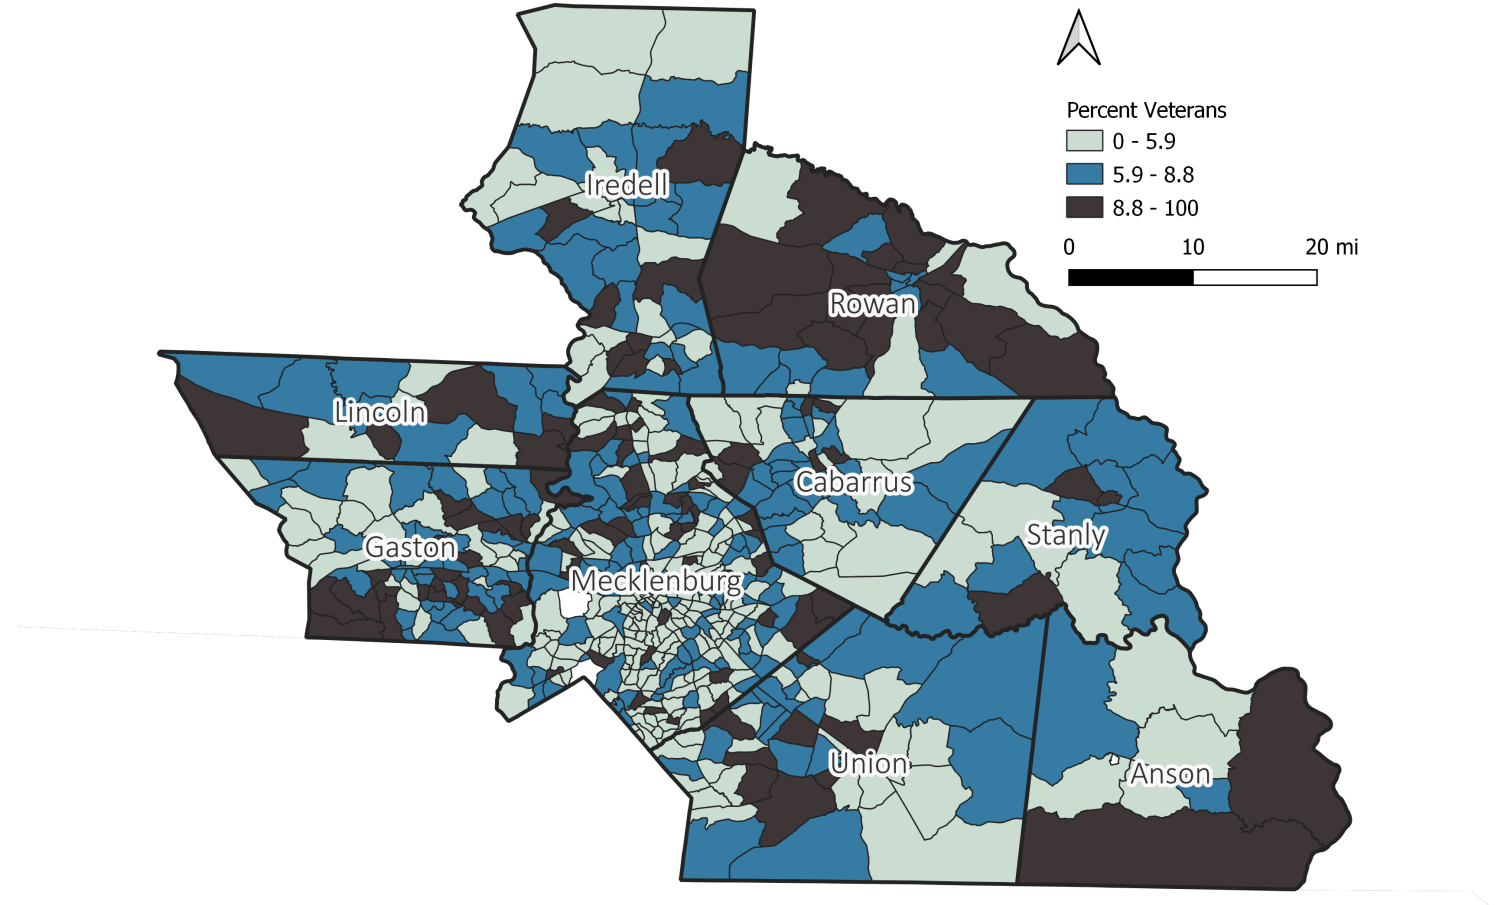 Percent Veterans
0 - 5.9
5.9 - 8.8
8.8 - 100
0 10 20 mi
Iredell
Rowan
Lincoln
Cabarrus
Stanly
Gaston
Mecklenburg
Union
Anson